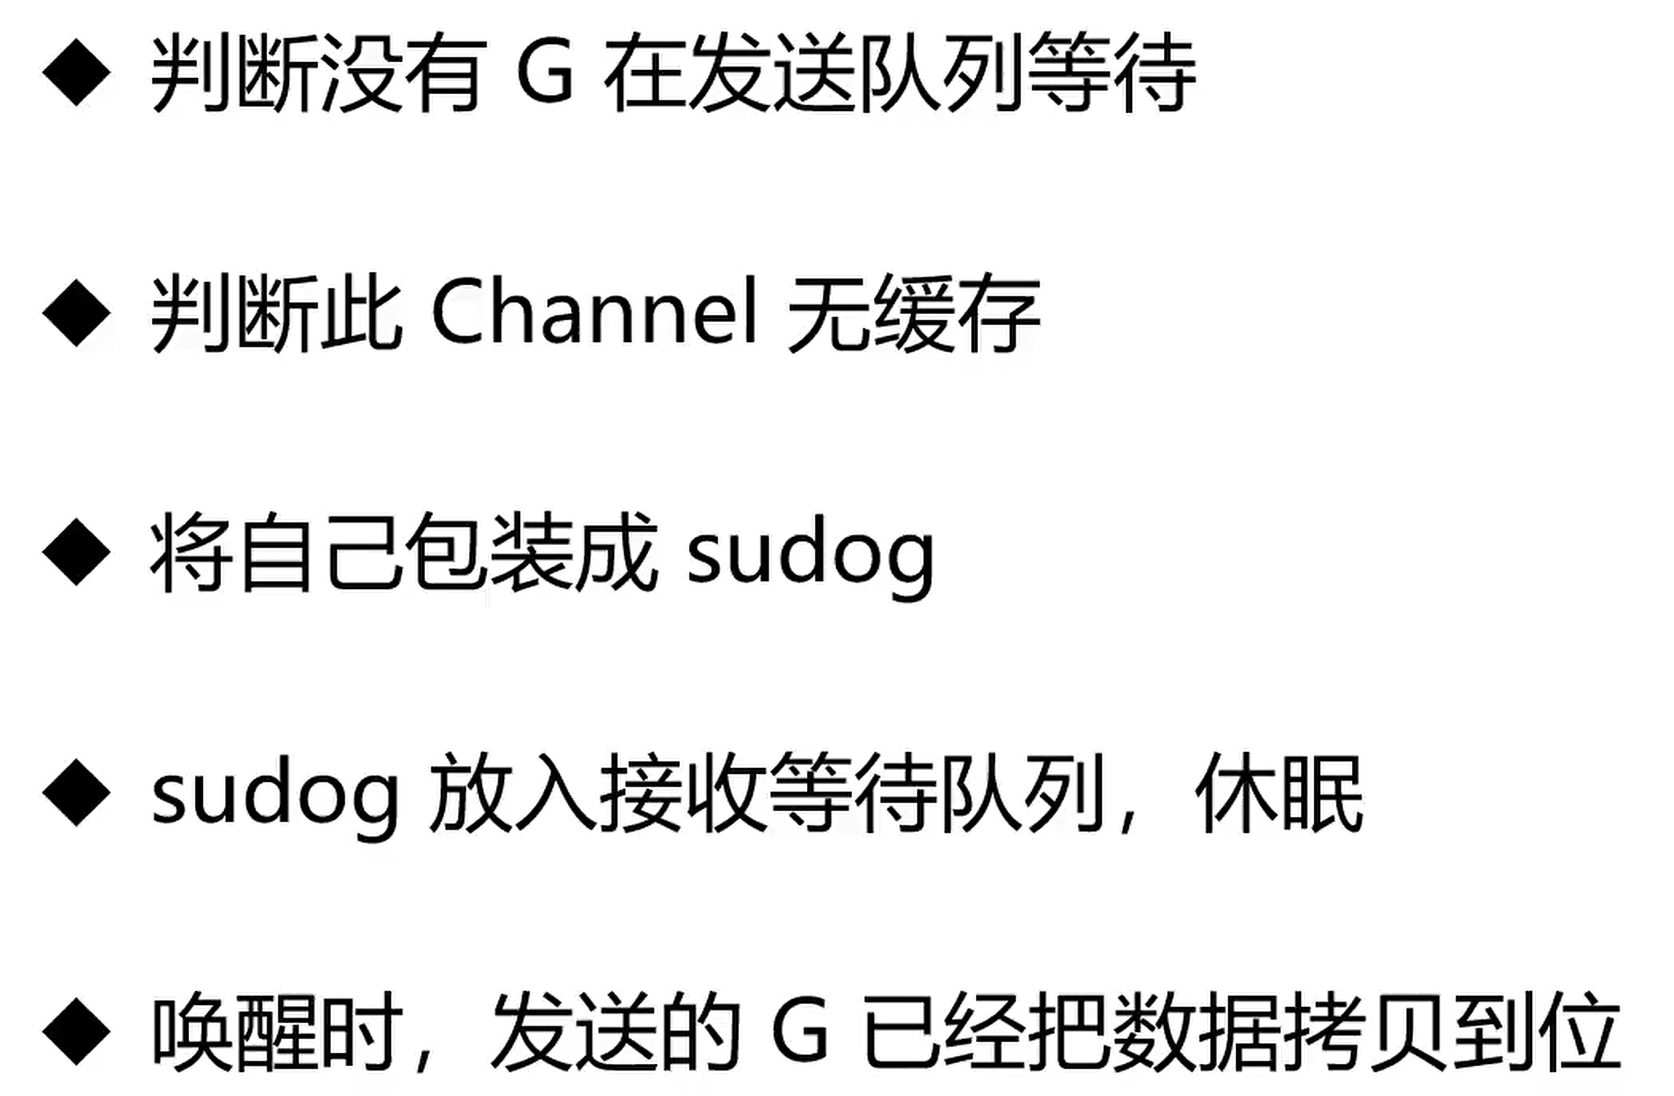 ◆ 判断没有 G 在发送队列等待
◆ 判断此 Channel 无缓存
◆ 将自己包装成 sudog
◆ sudog 放入接收等待队列，休眠
◆ 唤醒时，发送的 G 已经把数据拷贝到位